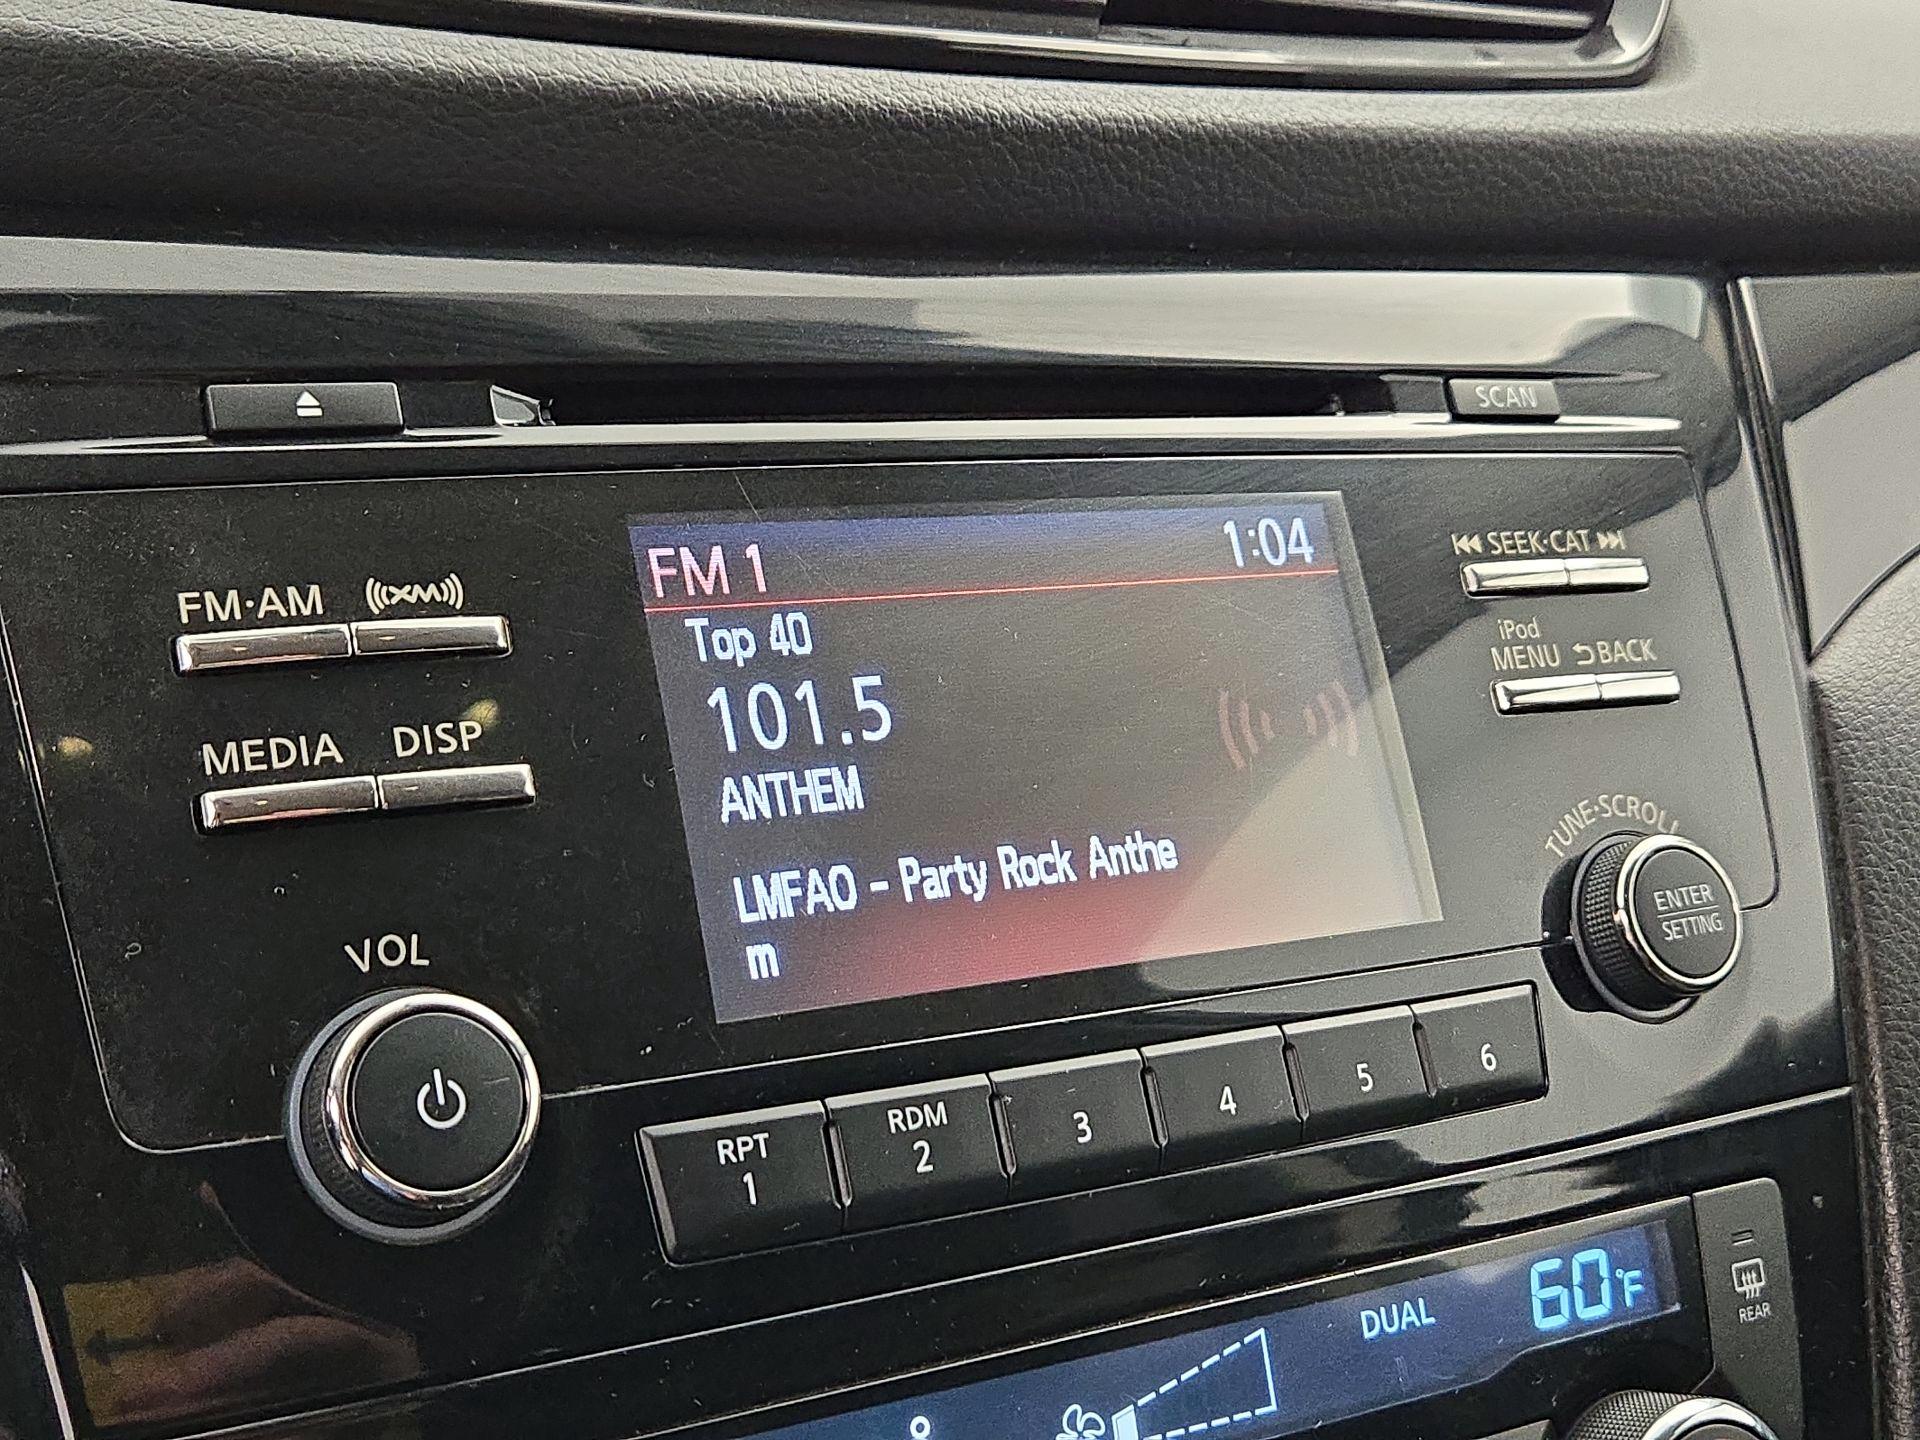 SCAN
FM 1 1:04
Top 40
101.5
ANTHEM
LMFAO - Party Rock Anthe
m
FM·AM XM
MEDIA DISP
VOL
SEEK·CAT
iPod
MENU BACK
TUNE·SCROLL
ENTER
SETTING
RPT
1
RDM
2
3
4
5
6
DUAL
60°F
REAR